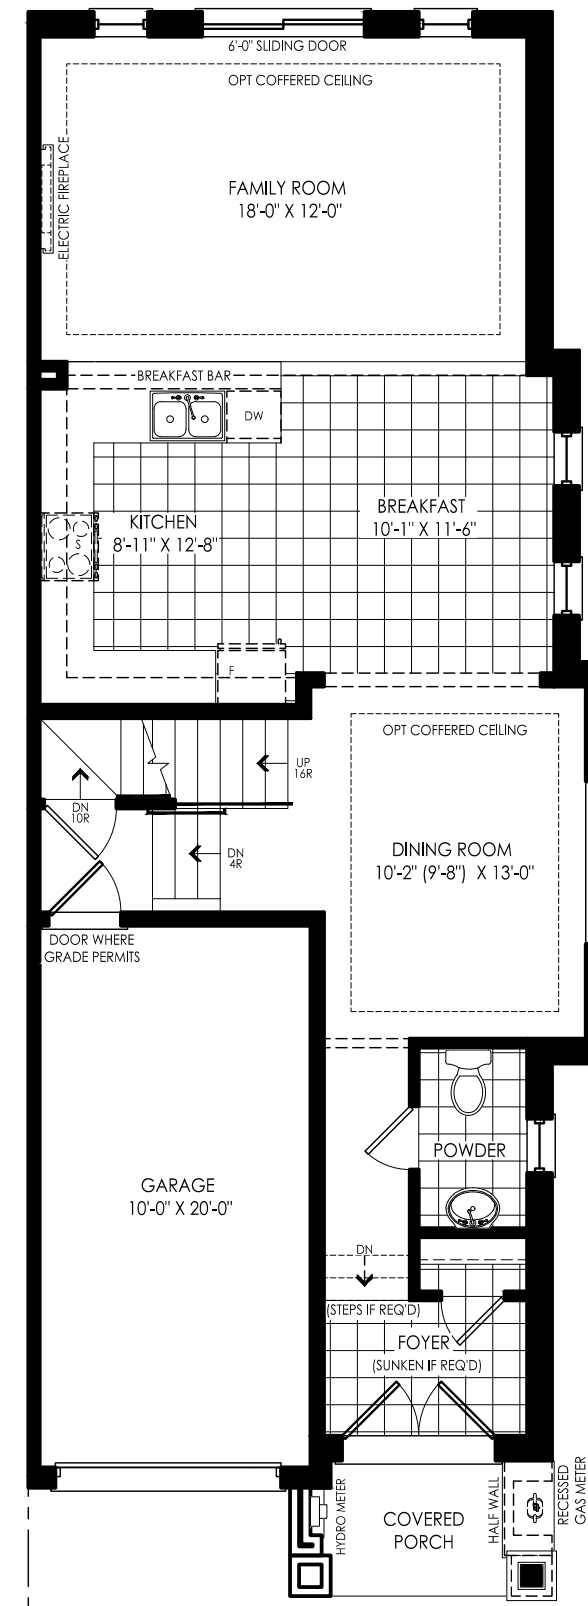 6'-0" SLIDING DOOR
OPT COFFERED CEILING
ELECTRIC FIREPLACE
FAMILY ROOM
18'-0" X 12'-0"
BREAKFAST BAR
DW
KITCHEN
8'-11" X 12'-8"
S
BREAKFAST
10'-1" X 11'-6"
F
OPT COFFERED CEILING
UP
16R
DN
10R
DN
4R
DINING ROOM
10'-2" (9'-8") X 13'-0"
DOOR WHERE
GRADE PERMITS
POWDER
GARAGE
10'-0" X 20'-0"
DN
(STEPS IF REQ'D)
FOYER
(SUNKEN IF REQ'D)
HYDRO METER
COVERED
PORCH
HALF WALL
RECESSED
GAS METER